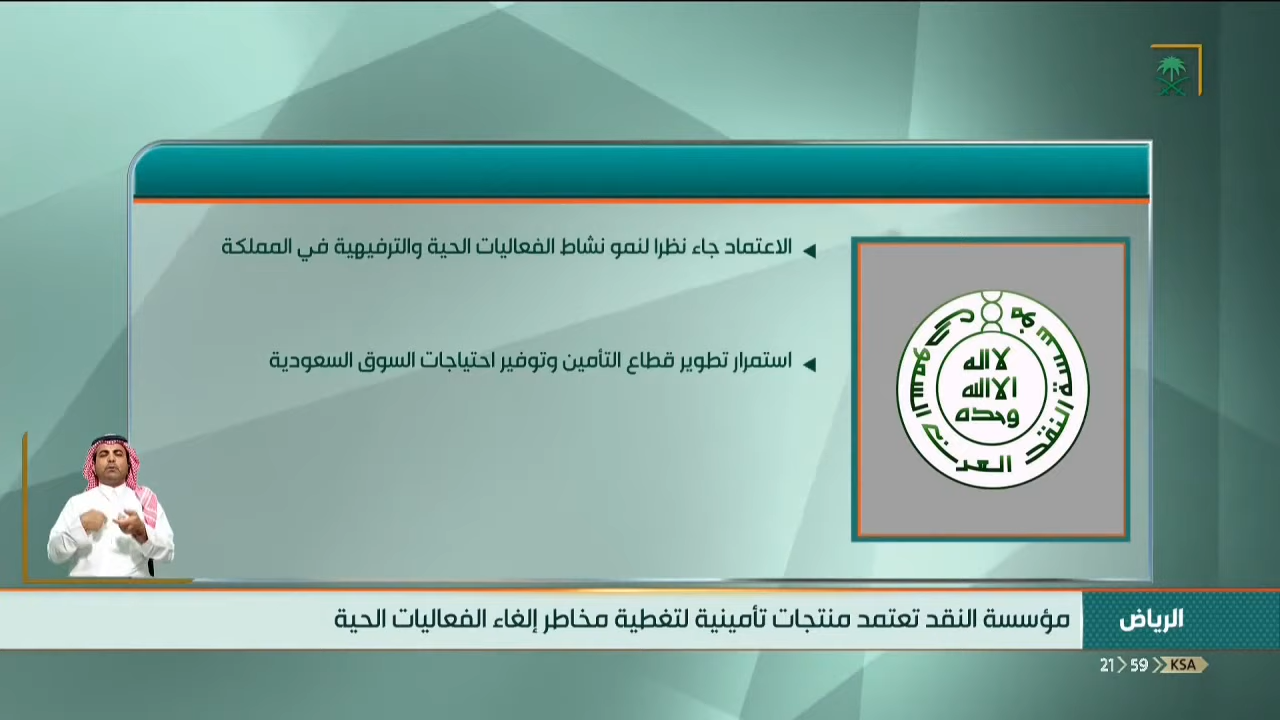 الاعتماد جاء نظرا لنمو نشاط الفعاليات الحية والترفيهية في المملكة
استمرار تطوير قطاع التأمين وتوفير احتياجات السوق السعودية
مؤسسة النقد العربي السعودي
لا اله
الا الله
وحده
الرياض
مؤسسة النقد تعتمد منتجات تأمينية لتغطية مخاطر إلغاء الفعاليات الحية
21 59 KSA